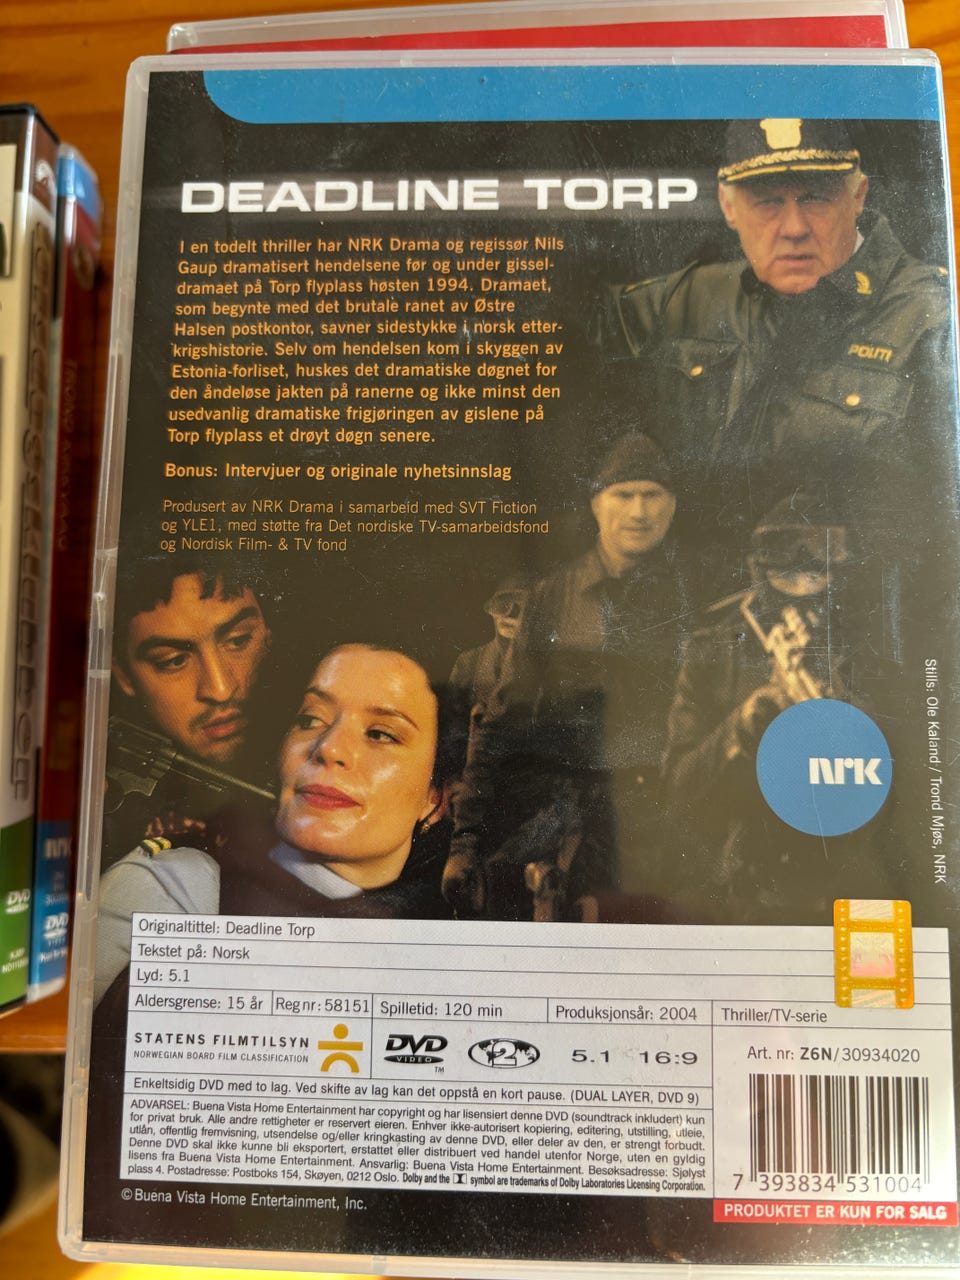 DEADLINE TORP
I en todelt thriller har NRK Drama og regissør Nils
Gaup dramatisert hendelsene før og under gissel-
dramaet på Torp flyplass høsten 1994. Dramaet,
som begynte med det brutale ranet av Østre
Halsen postkontor, savner sidestykke i norsk etter-
krigshistorie. Selv om hendelsen kom i skyggen av
Estonia-forliset, huskes det dramatiske døgnet for
den åndeløse jakten på ranerne og ikke minst den
usedvanlig dramatiske frigjøringen av gislene på
Torp flyplass et drøyt døgn senere.
Bonus: Intervjuer og originale nyhetsinnslag
Produsert av NRK Drama i samarbeid med SVT Fiction
og YLE1, med støtte fra Det nordiske TV-samarbeidsfond
og Nordisk Film- & TV fond
POLITI
NRK
Stills: Ole Kaland / Trond Mjøs, NRK
Originaltittel: Deadline Torp
Tekstet på: Norsk
Lyd: 5.1
Aldersgrense: 15 år Reg nr: 58151 Spilletid: 120 min Produksjonsår: 2004 Thriller/TV-serie
STATENS FILMTILSYN
NORWEGIAN BOARD FILM CLASSIFICATION
DVD
VIDEO
TM
2
5.1 16:9
Art. nr: Z6N/30934020
Enkeltsidig DVD med to lag. Ved skifte av lag kan det oppstå en kort pause. (DUAL LAYER, DVD 9)
ADVARSEL: Buena Vista Home Entertainment har copyright og har lisensiert denne DVD (soundtrack inkludert) kun
for privat bruk. Alle andre rettigheter er reservert eieren. Enhver ikke-autorisert kopiering, editering, utstilling, utleie,
utlån, offentlig fremvisning, utsendelse og/eller kringkasting av denne DVD, eller deler av den, er strengt forbudt.
Denne DVD skal ikke kunne bli eksportert, erstattet eller distribuert ved handel utenfor Norge, uten en gyldig
lisens fra Buena Vista Home Entertainment. Ansvarlig: Buena Vista Home Entertainment. Besøksadresse: Sjølyst
plass 4. Postadresse: Postboks 154, Skøyen, 0212 Oslo. Dolby and the symbol are trademarks of Dolby Laboratories Licensing Corporation.
7 393834 531004
PRODUKTET ER KUN FOR SALG
© Buena Vista Home Entertainment, Inc.
NRK
DVD
DVD